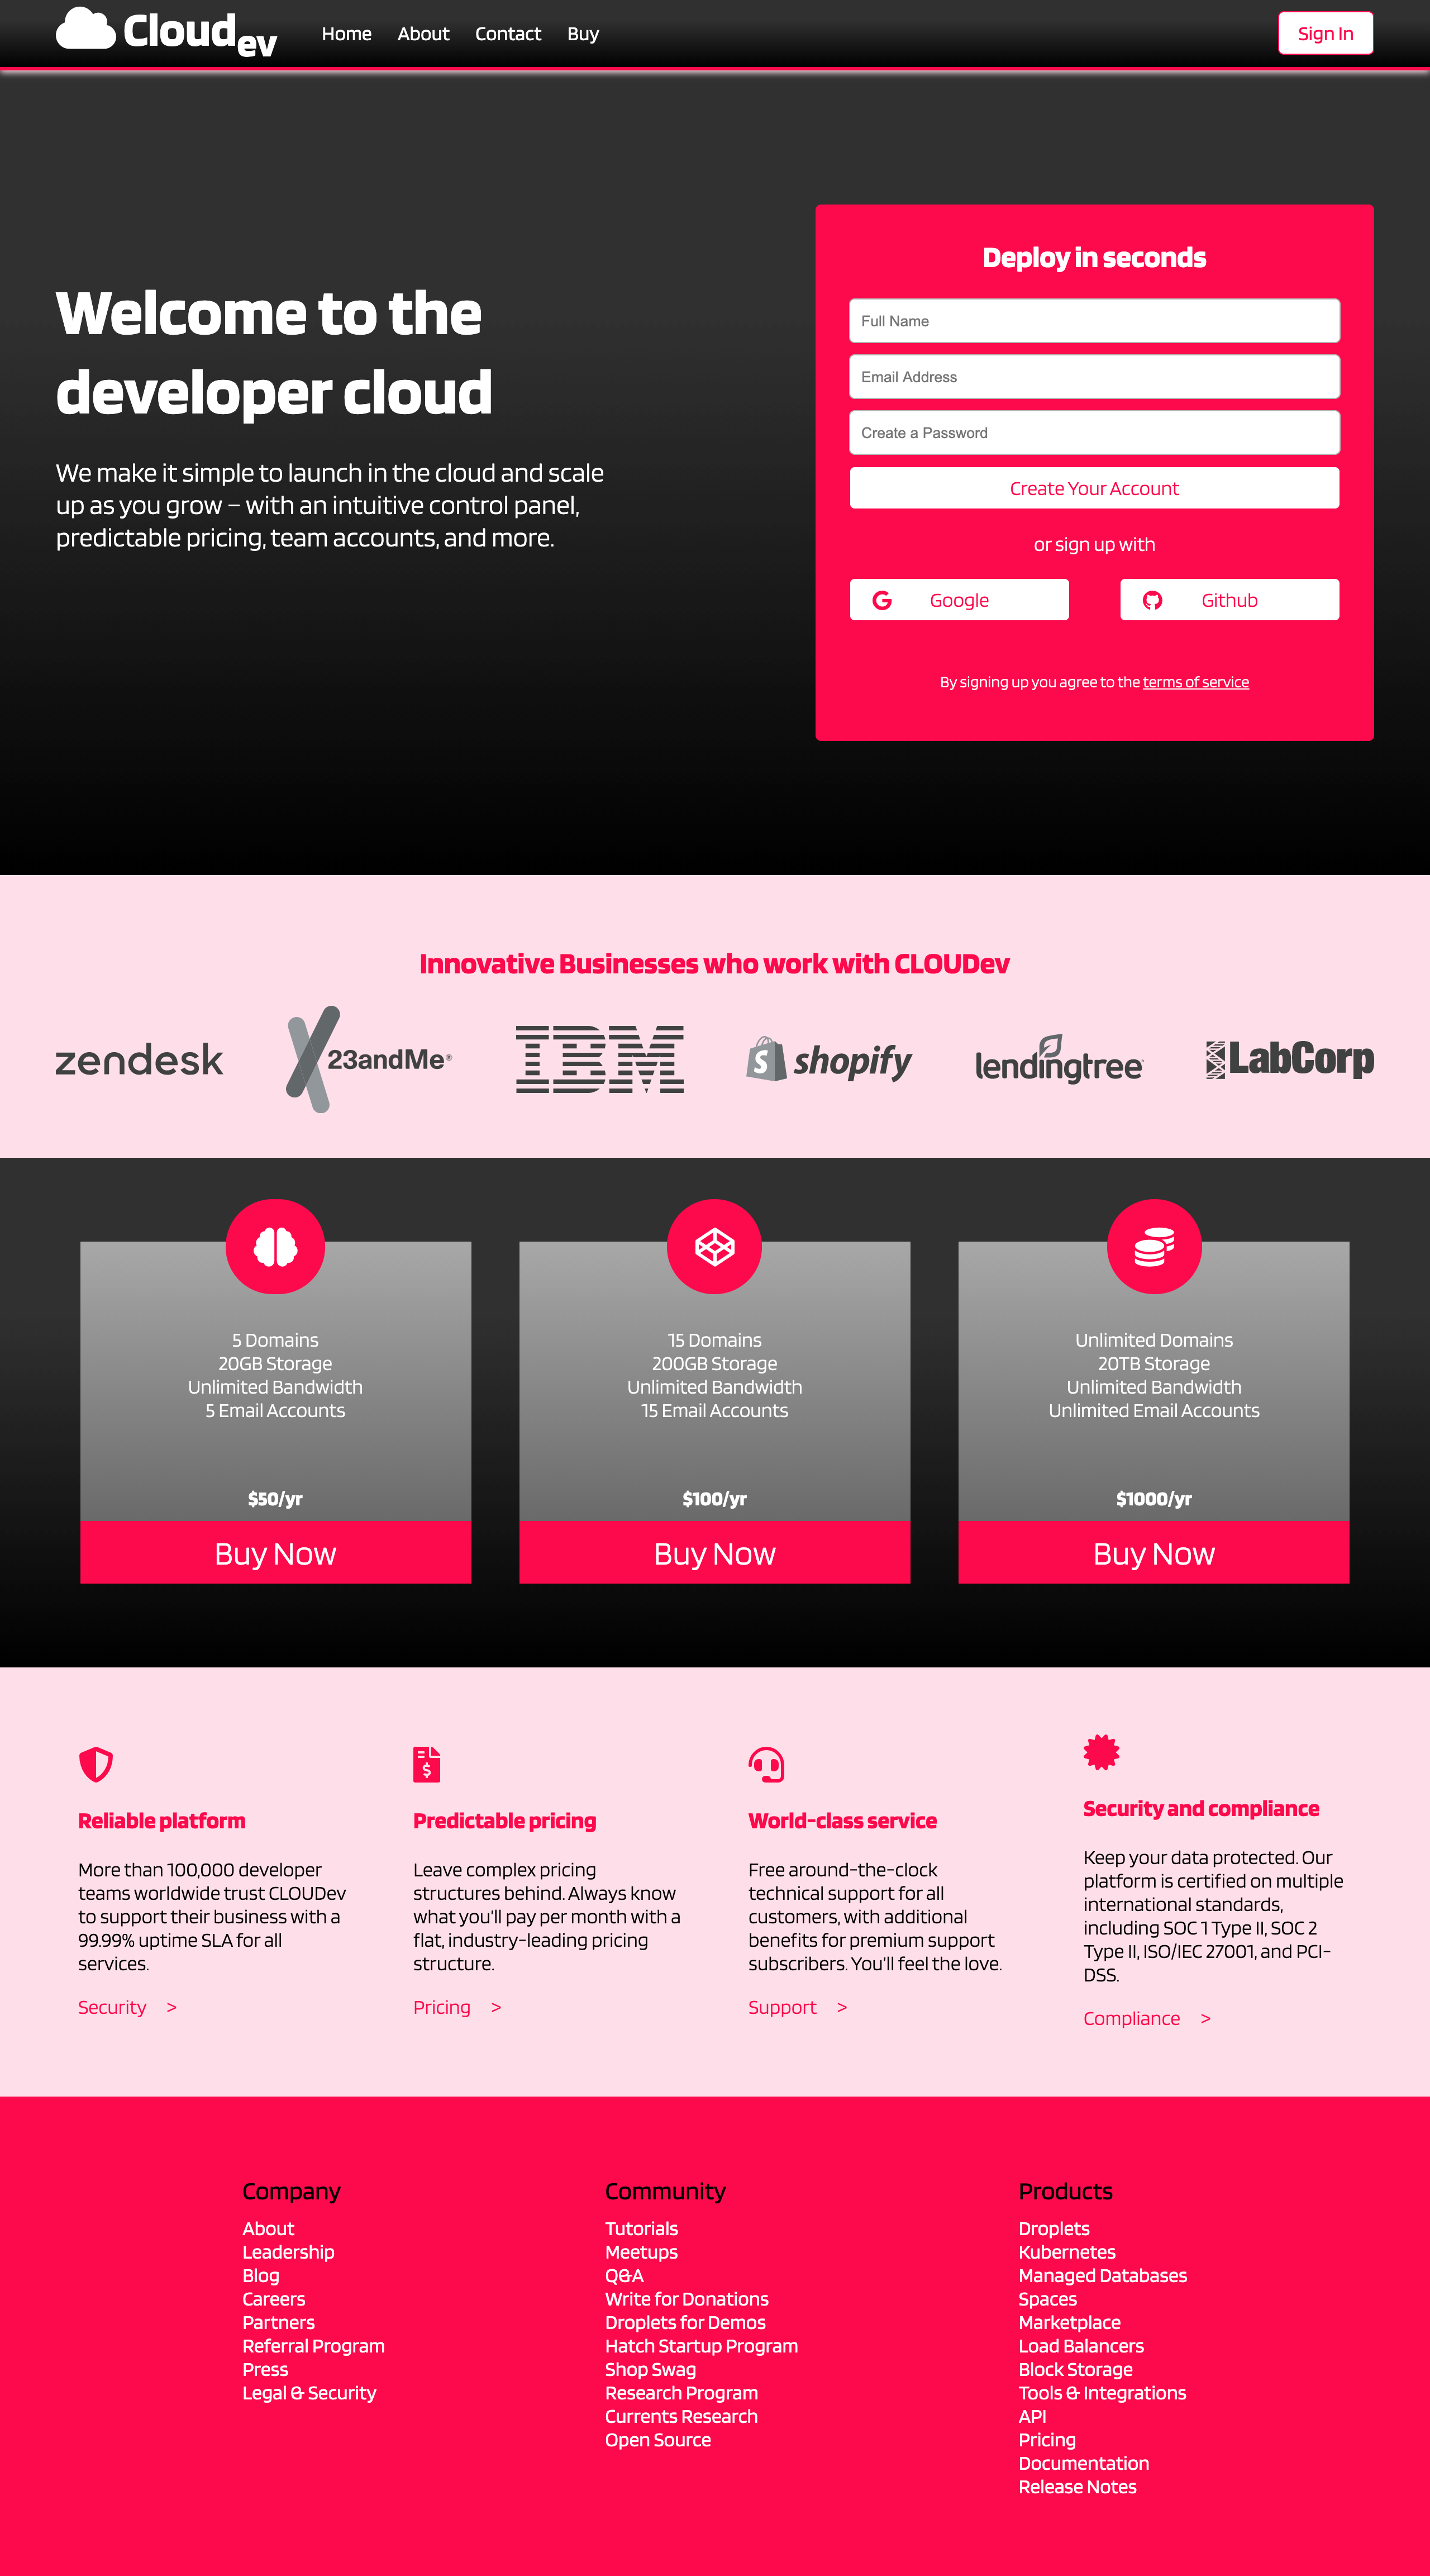 Cloudev
Home About Contact Buy
Sign In
Welcome to the
developer cloud
We make it simple to launch in the cloud and scale
up as you grow – with an intuitive control panel,
predictable pricing, team accounts, and more.
Deploy in seconds
Full Name
Email Address
Create a Password
Create Your Account
or sign up with
Google
Github
By signing up you agree to the terms of service
Innovative Businesses who work with CLOUDev
zendesk
23andMe®
IBM
shopify
lendingtree
LabCorp
5 Domains
20GB Storage
Unlimited Bandwidth
5 Email Accounts
$50/yr
Buy Now
15 Domains
200GB Storage
Unlimited Bandwidth
15 Email Accounts
$100/yr
Buy Now
Unlimited Domains
20TB Storage
Unlimited Bandwidth
Unlimited Email Accounts
$1000/yr
Buy Now
Reliable platform
More than 100,000 developer
teams worldwide trust CLOUDev
to support their business with a
99.99% uptime SLA for all
services.
Security >
Predictable pricing
Leave complex pricing
structures behind. Always know
what you'll pay per month with a
flat, industry-leading pricing
structure.
Pricing >
World-class service
Free around-the-clock
technical support for all
customers, with additional
benefits for premium support
subscribers. You'll feel the love.
Support >
Security and compliance
Keep your data protected. Our
platform is certified on multiple
international standards,
including SOC 1 Type II, SOC 2
Type II, ISO/IEC 27001, and PCI-
DSS.
Compliance >
Company
About
Leadership
Blog
Careers
Partners
Referral Program
Press
Legal & Security
Community
Tutorials
Meetups
Q&A
Write for Donations
Droplets for Demos
Hatch Startup Program
Shop Swag
Research Program
Currents Research
Open Source
Products
Droplets
Kubernetes
Managed Databases
Spaces
Marketplace
Load Balancers
Block Storage
Tools & Integrations
API
Pricing
Documentation
Release Notes